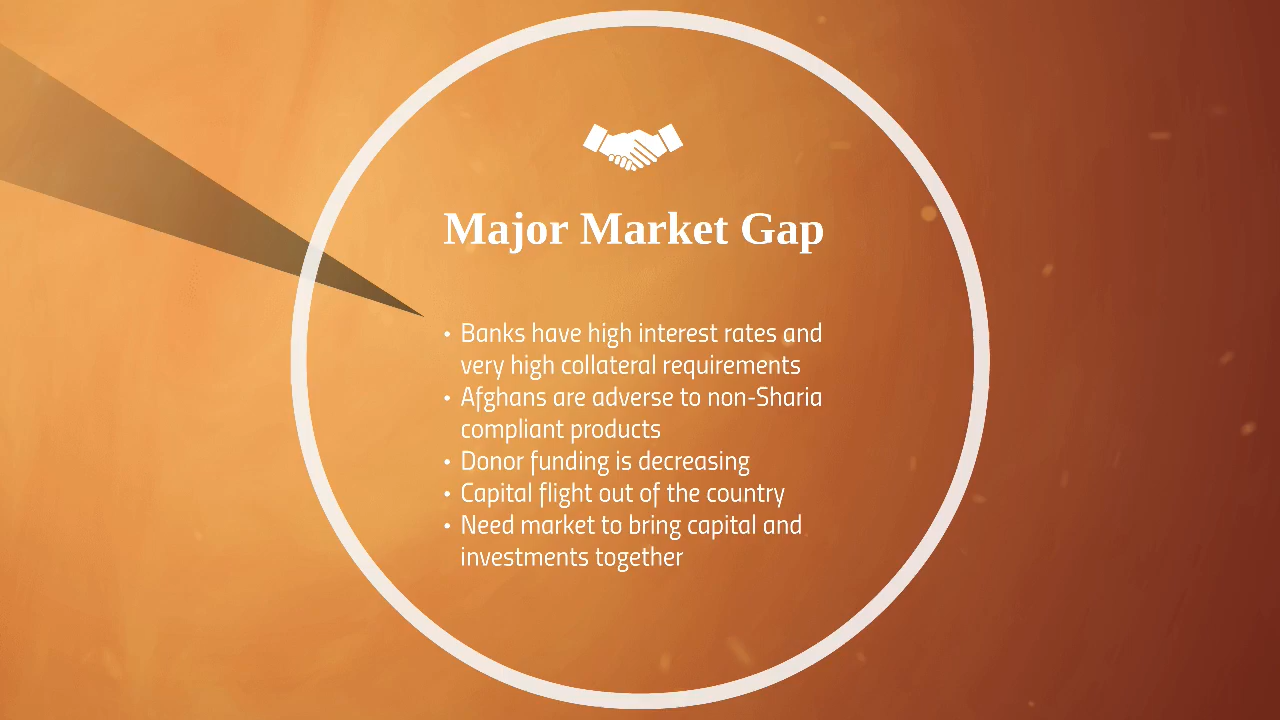 Major Market Gap
• Banks have high interest rates and
very high collateral requirements
• Afghans are adverse to non-Sharia
compliant products
• Donor funding is decreasing
• Capital flight out of the country
• Need market to bring capital and
investments together